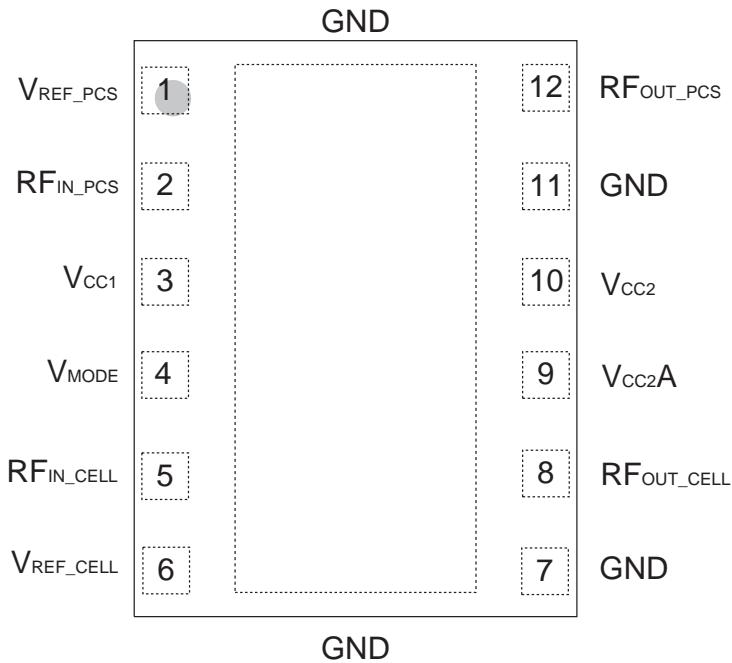 GND
VREF_PCS 1 12 RFOUT_PCS
RFIN_PCS 2 11 GND
VCC1 3 10 VCC2
VMODE 4 9 VCC2A
RFIN_CELL 5 8 RFOUT_CELL
VREF_CELL 6 7 GND
GND